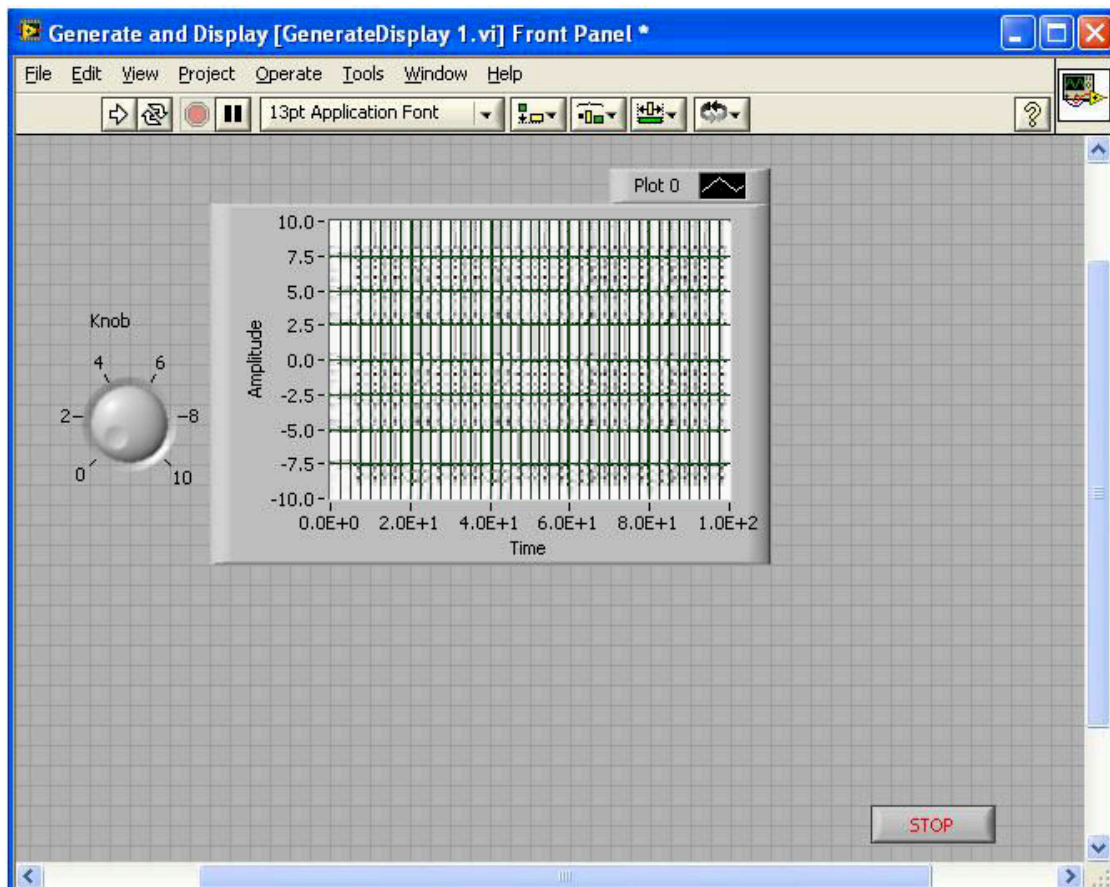 Generate and Display [GenerateDisplay 1.vi] Front Panel *
File Edit View Project Operate Tools Window Help
13pt Application Font
?
Plot 0
10.0
7.5
5.0
2.5
0.0
-2.5
-5.0
-7.5
-10.0
Amplitude
0.0E+0 2.0E+1 4.0E+1 6.0E+1 8.0E+1 1.0E+2
Time
Knob
4 6
2 8
0 10
STOP